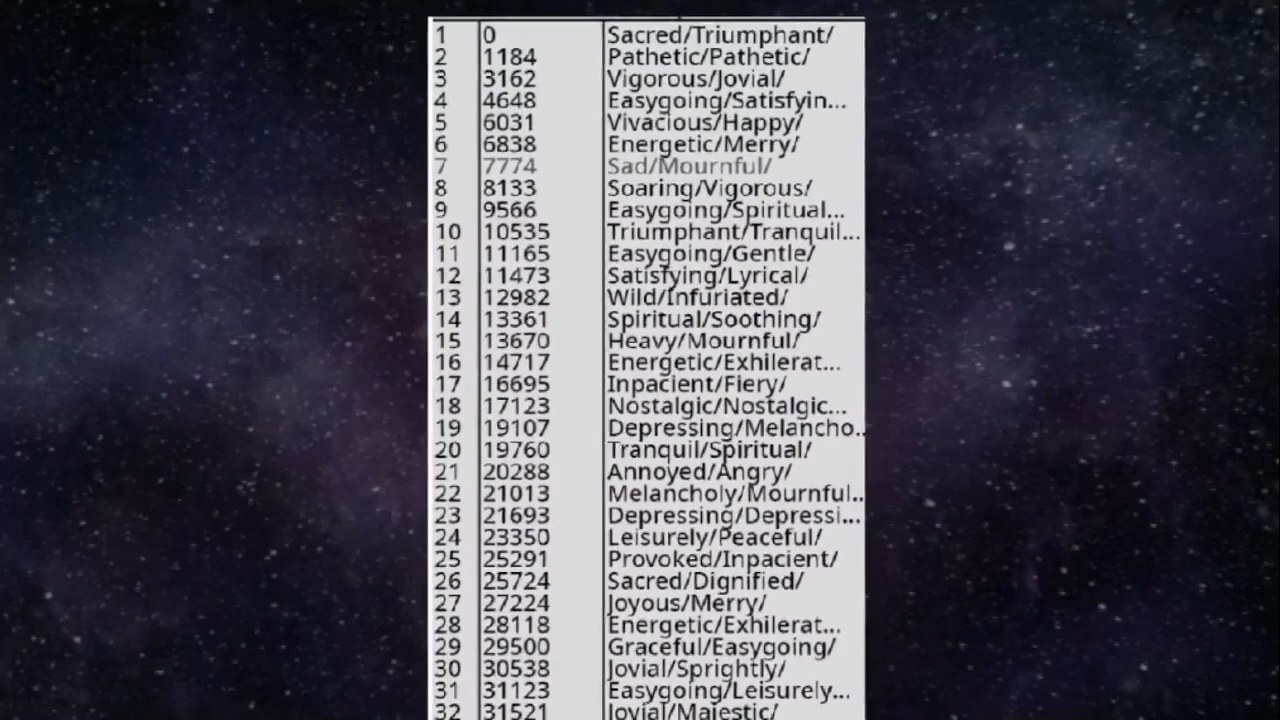 1 0 Sacred/Triumphant/
2 1184 Pathetic/Pathetic/
3 3162 Vigorous/Jovial/
4 4648 Easygoing/Satisfyin...
5 6031 Vivacious/Happy/
6 6838 Energetic/Merry/
7 7774 Sad/Mournful/
8 8133 Soaring/Vigorous/
9 9566 Easygoing/Spiritual...
10 10535 Triumphant/Tranquil...
11 11165 Easygoing/Gentle/
12 11473 Satisfying/Lyrical/
13 12982 Wild/Infuriated/
14 13361 Spiritual/Soothing/
15 13670 Heavy/Mournful/
16 14717 Energetic/Exhilerat...
17 16695 Inpacient/Fiery/
18 17123 Nostalgic/Nostalgic...
19 19107 Depressing/Melancho..
20 19760 Tranquil/Spiritual/
21 20288 Annoyed/Angry/
22 21013 Melancholy/Mournful..
23 21693 Depressing/Depressi...
24 23350 Leisurely/Peaceful/
25 25291 Provoked/Inpacient/
26 25724 Sacred/Dignified/
27 27224 Joyous/Merry/
28 28118 Energetic/Exhilerat...
29 29500 Graceful/Easygoing/
30 30538 Jovial/Sprightly/
31 31123 Easygoing/Leisurely...
32 31521 Jovial/Majestic/